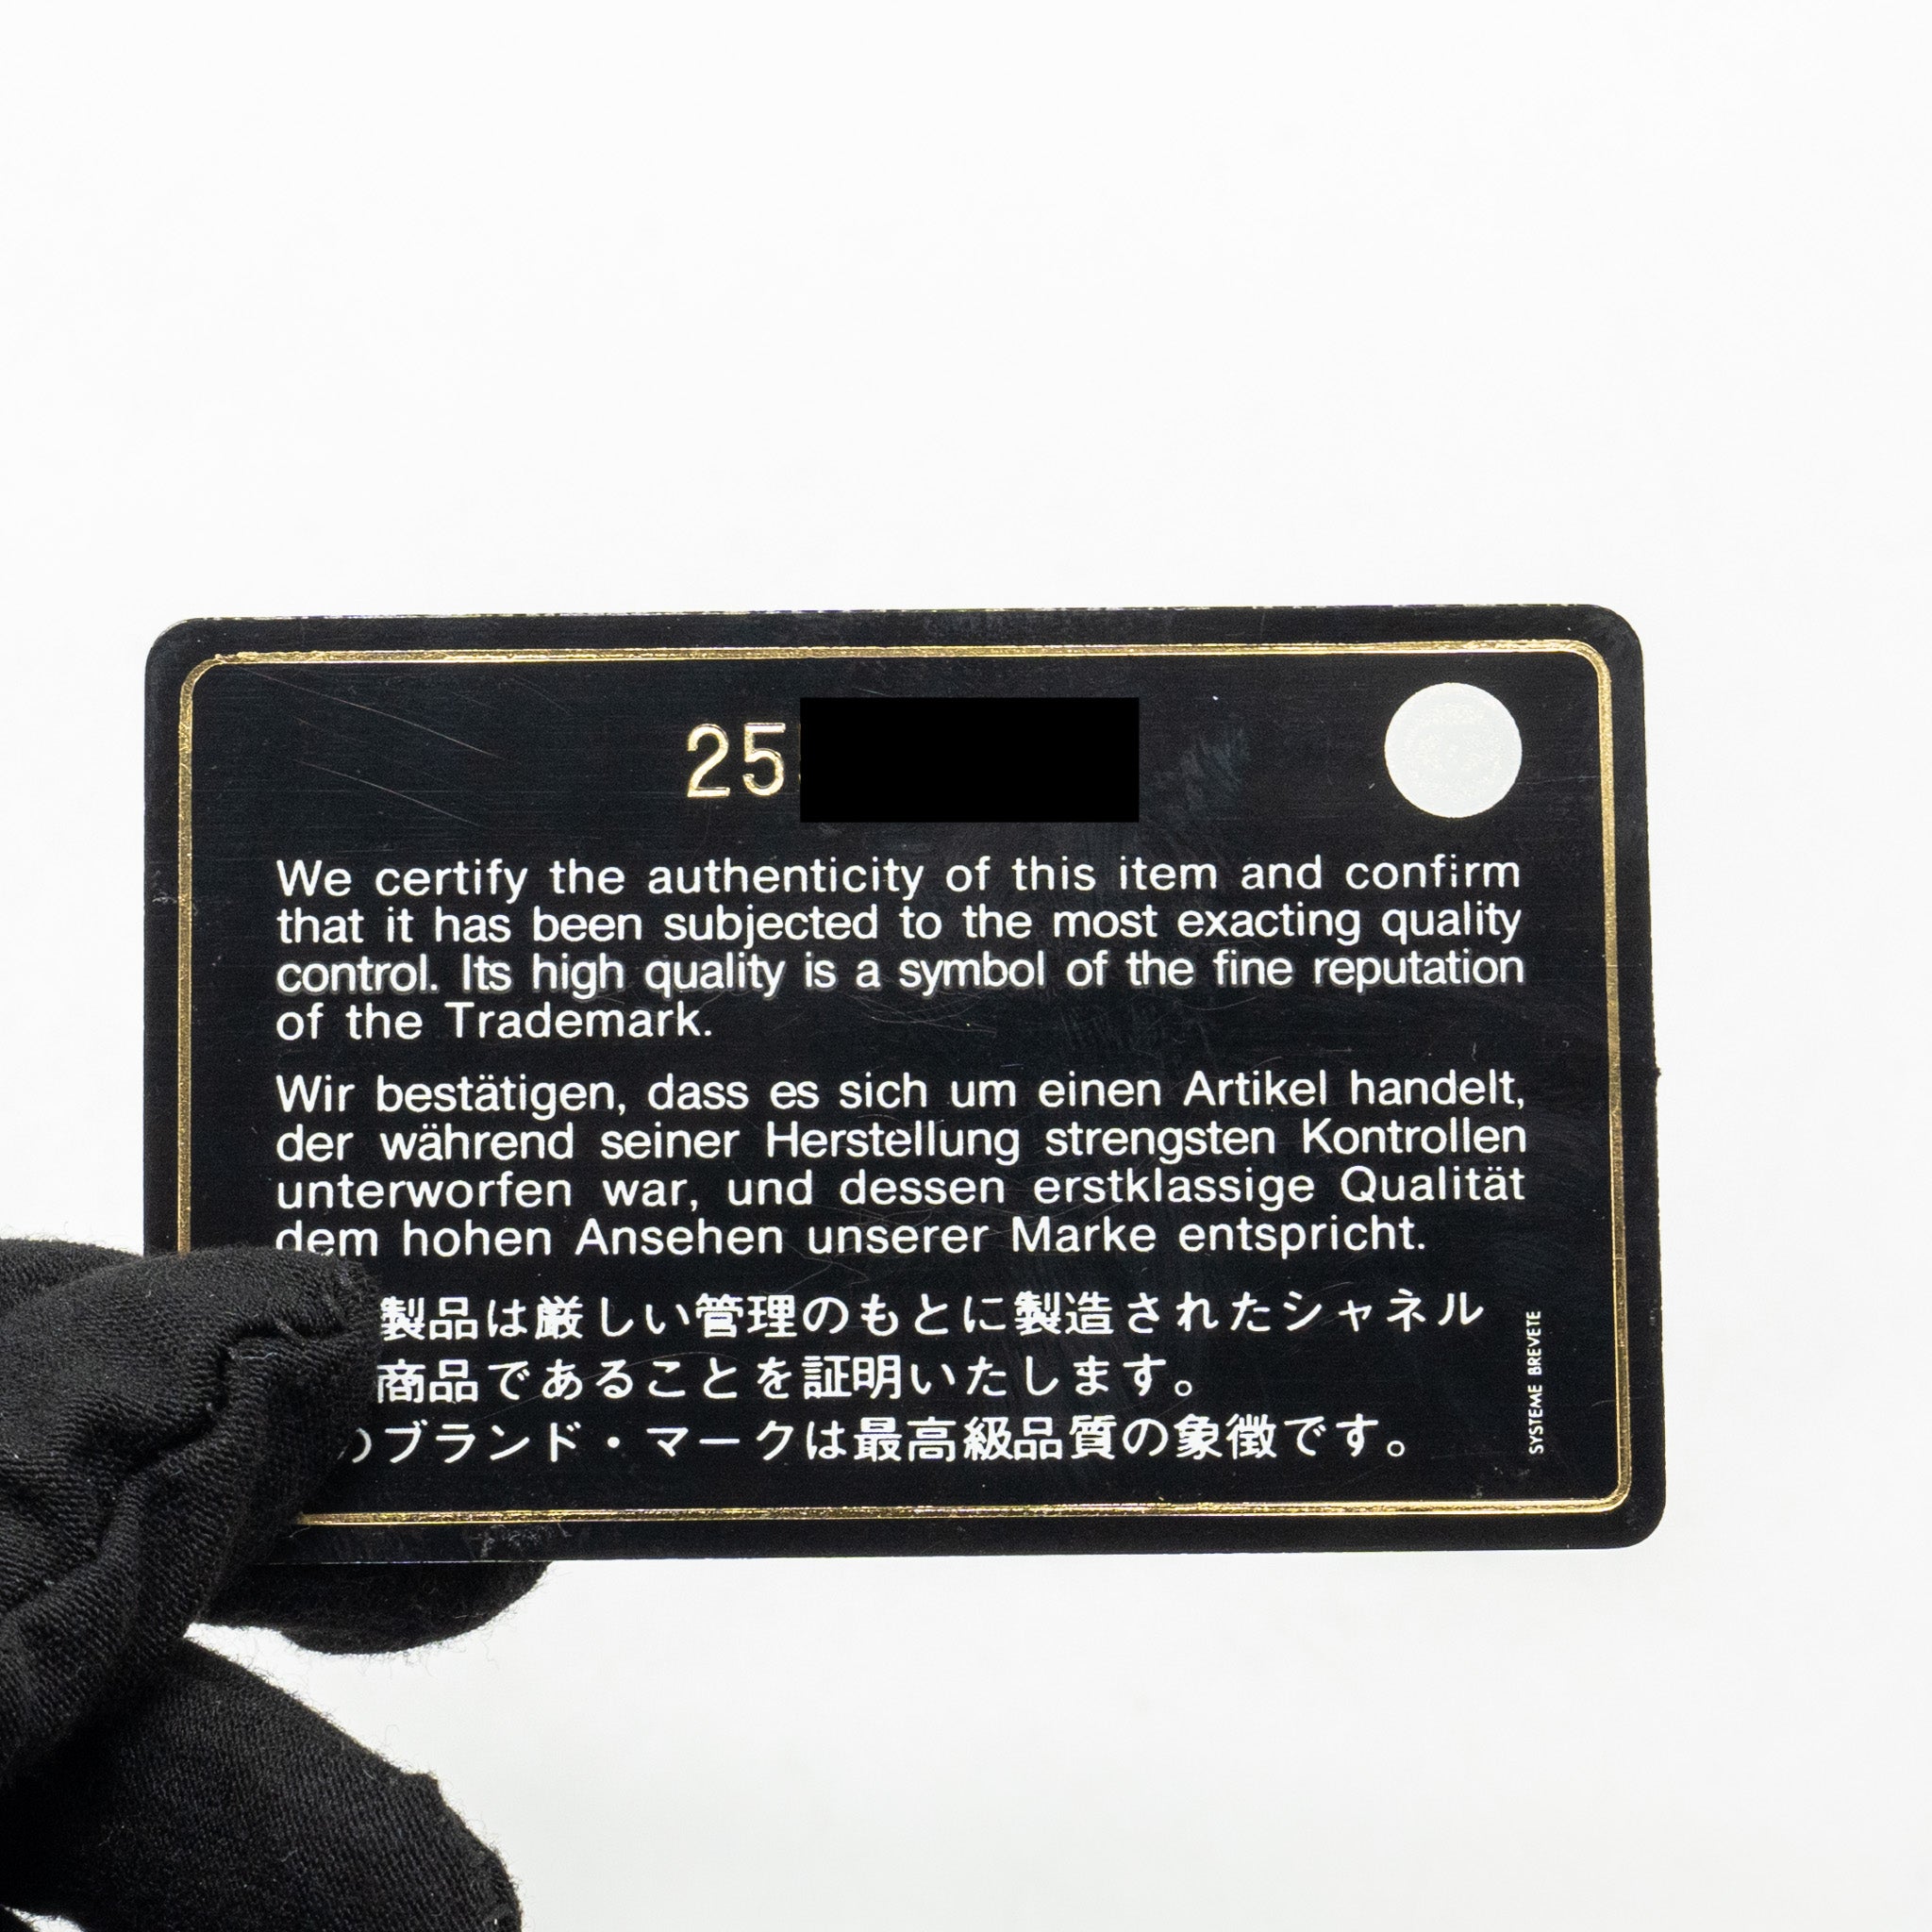 25
We certify the authenticity of this item and confirm
that it has been subjected to the most exacting quality
control. Its high quality is a symbol of the fine reputation
of the Trademark.
Wir bestätigen, dass es sich um einen Artikel handelt,
der während seiner Herstellung strengsten Kontrollen
unterworfen war, und dessen erstklassige Qualität
dem hohen Ansehen unserer Marke entspricht.
製品は厳しい管理のもとに製造されたシャネル
商品であることを証明いたします。
のブランド・マークは最高級品質の象徴です。
SYSTEME BREVETE